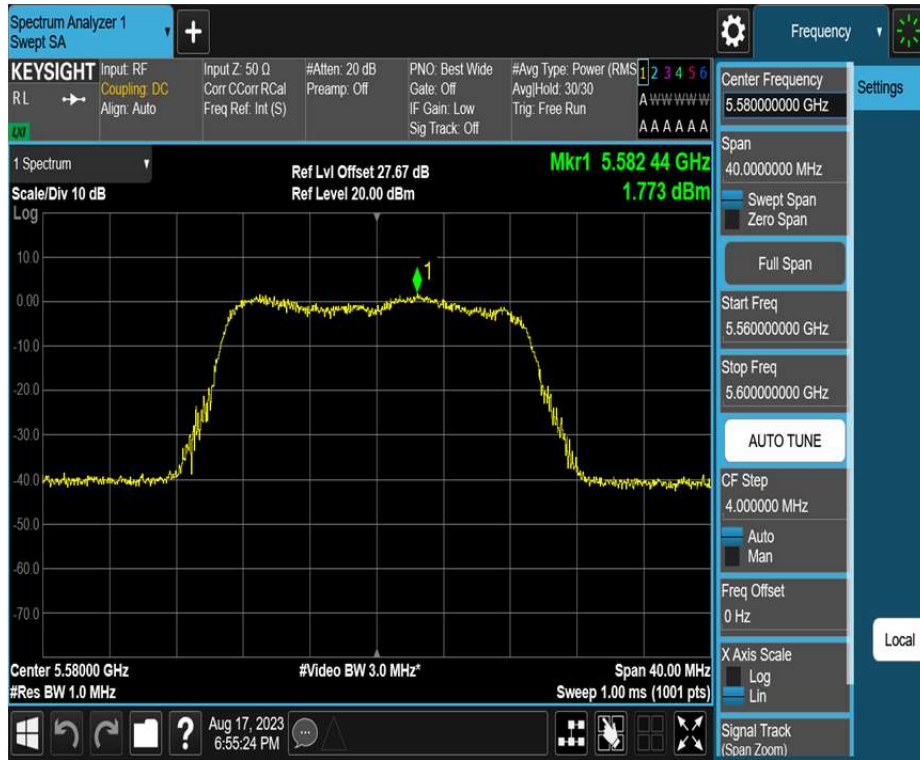 Spectrum Analyzer 1
Swept SA
+
Frequency
KEYSIGHT
R L
LXI
Input: RF
Coupling: DC
Align: Auto
Input Z: 50 Ω
Corr CCorr RCal
Freq Ref: Int (S)
#Atten: 20 dB
Preamp: Off
PNO: Best Wide
Gate: Off
IF Gain: Low
Sig Track: Off
#Avg Type: Power (RMS
Avg|Hold: 30/30
Trig: Free Run
1 2 3 4 5 6
A W W W W W
A A A A A A
1 Spectrum
Scale/Div 10 dB
Log
Ref Lvl Offset 27.67 dB
Ref Level 20.00 dBm
Mkr1 5.582 44 GHz
1.773 dBm
1
10.0
0.00
-10.0
-20.0
-30.0
-40.0
-50.0
-60.0
-70.0
Center 5.58000 GHz
#Res BW 1.0 MHz
#Video BW 3.0 MHz*
Span 40.00 MHz
Sweep 1.00 ms (1001 pts)
?
Aug 17, 2023
6:55:24 PM
Center Frequency
5.580000000 GHz
Span
40.0000000 MHz
Swept Span
Zero Span
Full Span
Start Freq
5.560000000 GHz
Stop Freq
5.600000000 GHz
AUTO TUNE
CF Step
4.000000 MHz
Auto
Man
Freq Offset
0 Hz
X Axis Scale
Log
Lin
Signal Track
(Span Zoom)
Settings
Local